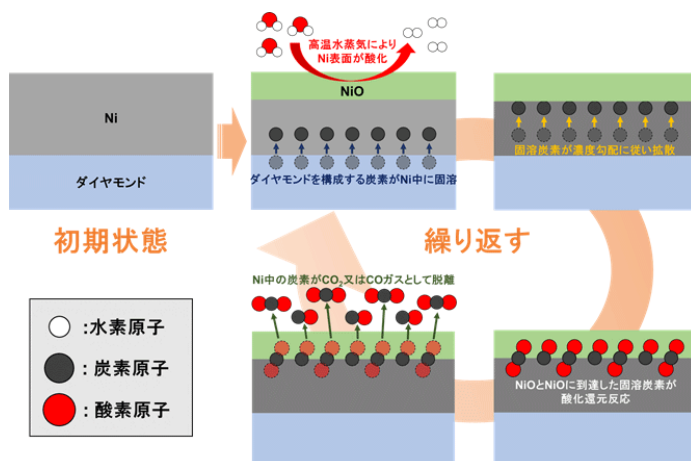 高温水蒸気により
Ni表面が酸化
Ni
NiO
ダイヤモンド
ダイヤモンドを構成する炭素がNi中に固溶
固溶炭素が濃度勾配に従い拡散
初期状態
繰り返す
Ni中の炭素がCO₂又はCOガスとして脱離
:水素原子
:炭素原子
:酸素原子
NiOとNiOに到達した固溶炭素が
酸化還元反応